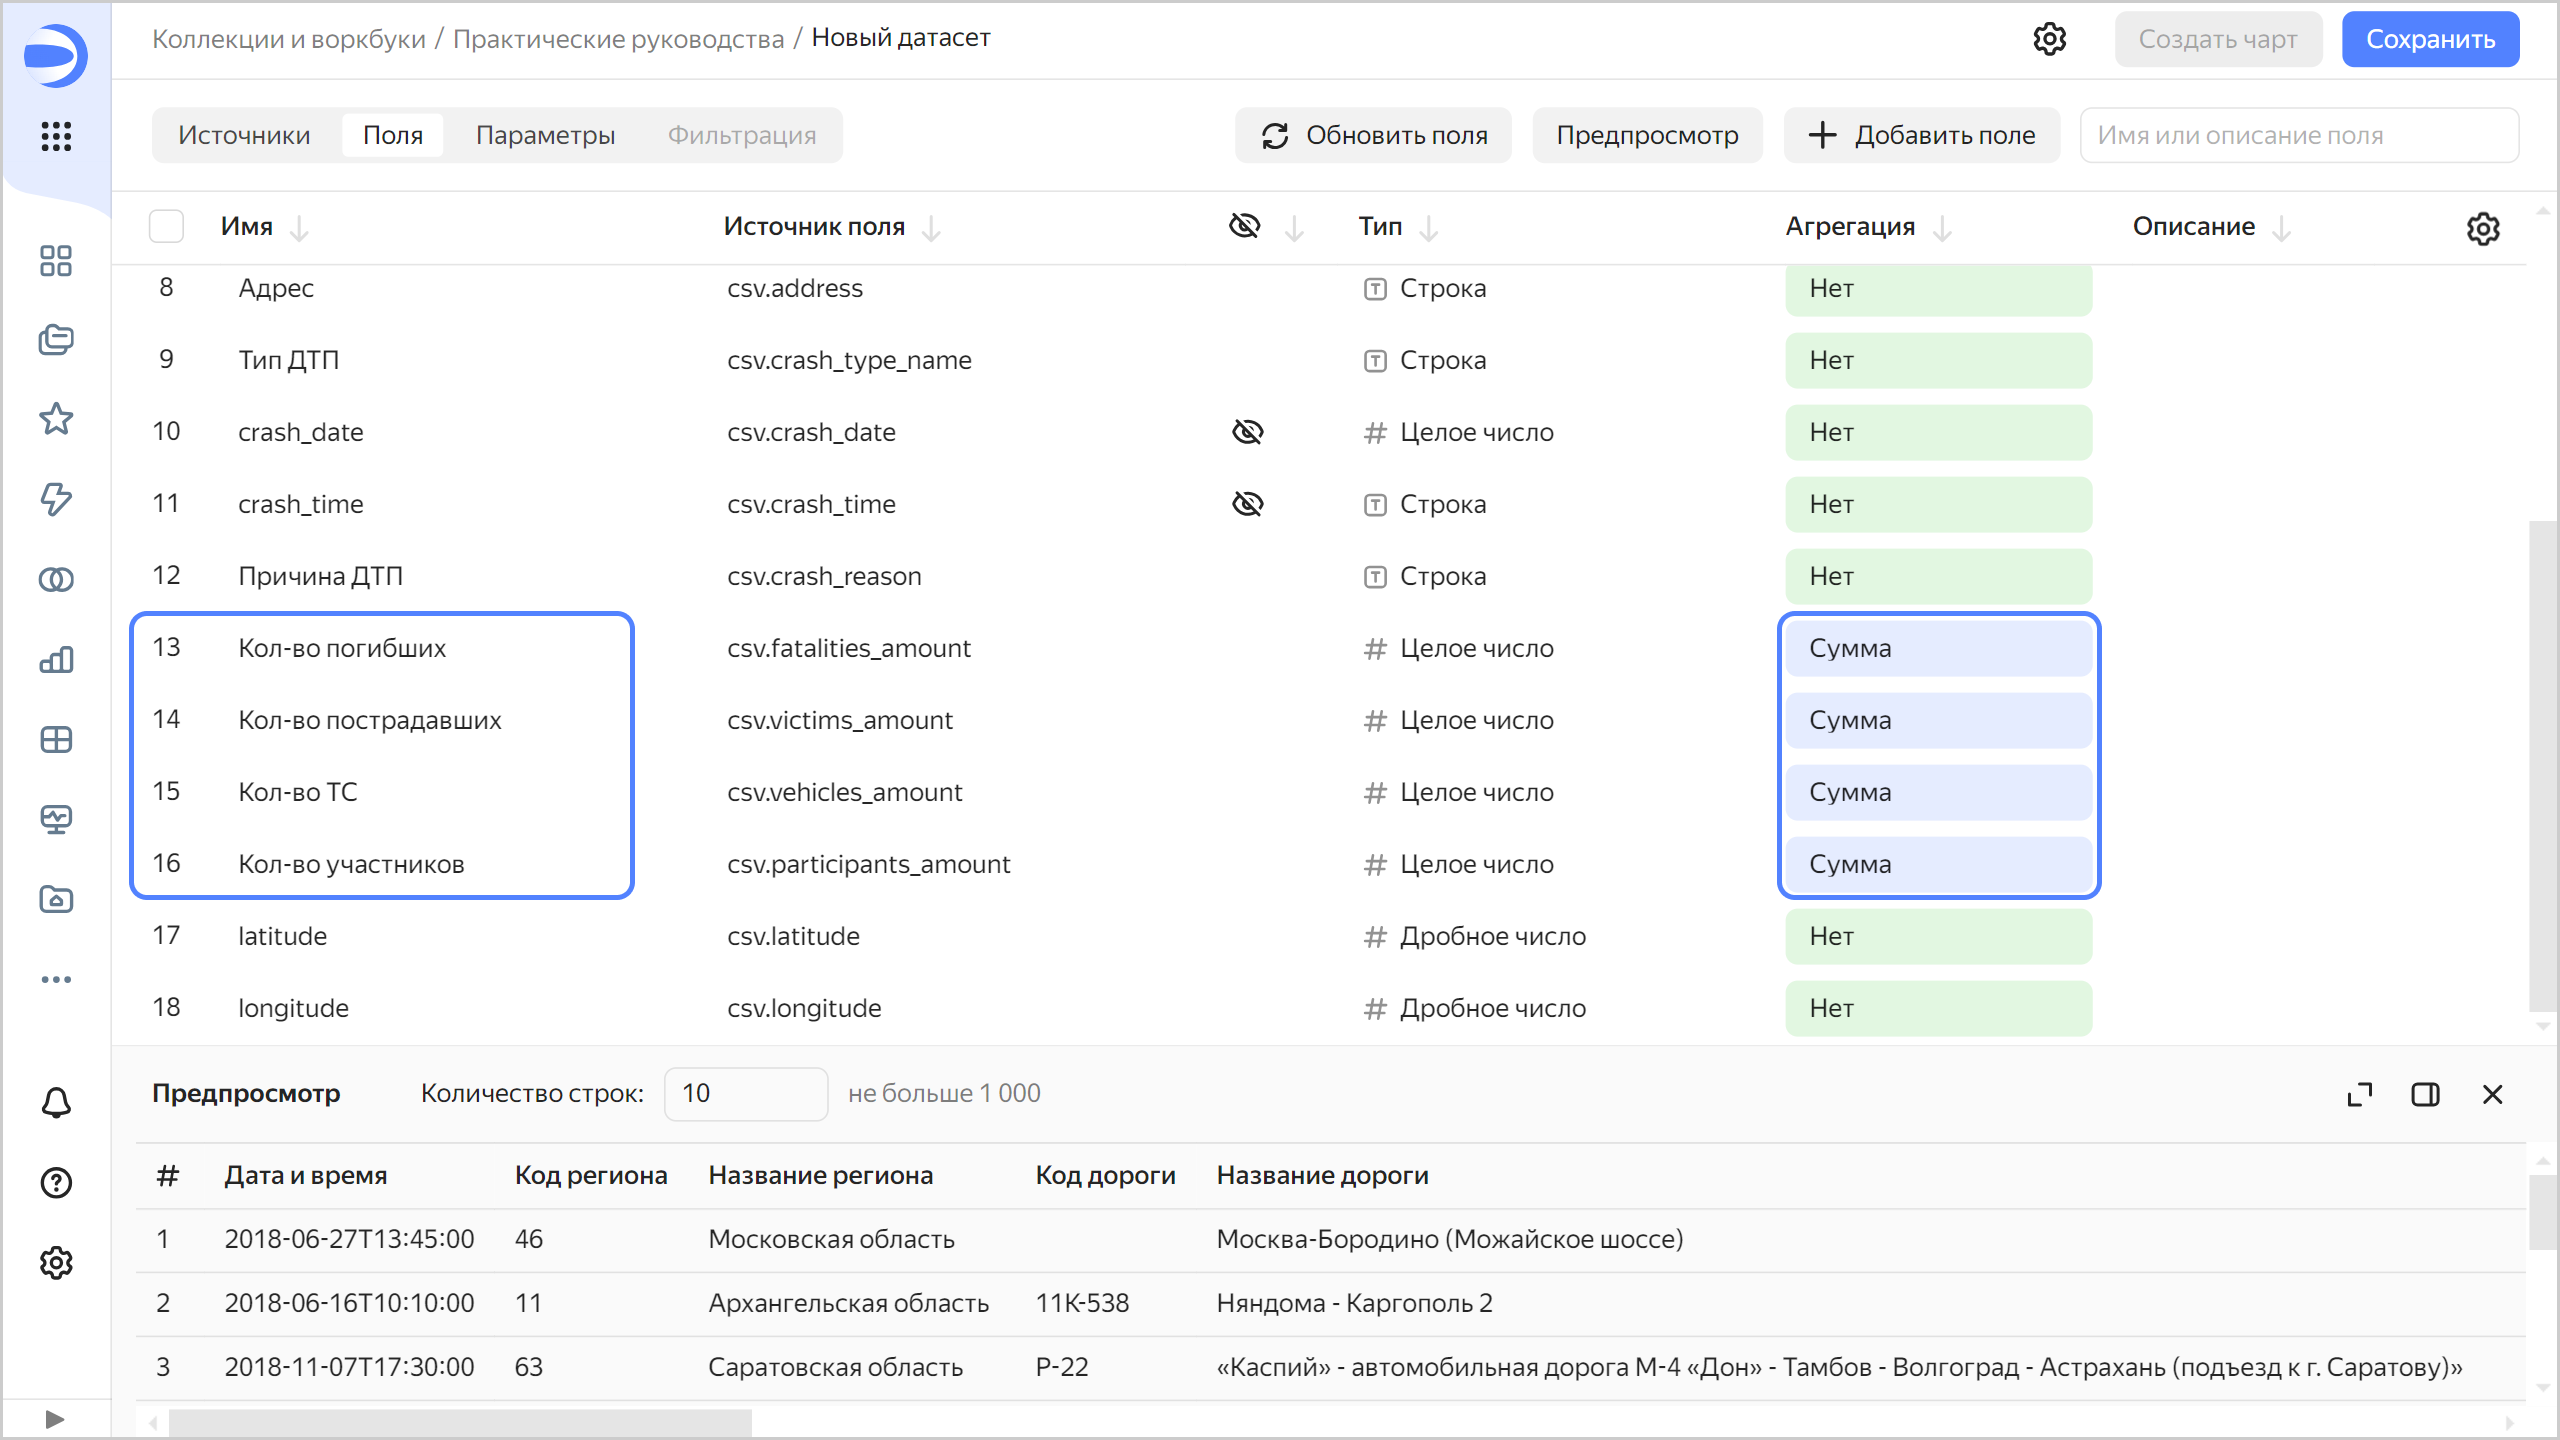 Коллекции и воркбуки / Практические руководства / Новый датасет
Создать чарт
Сохранить
Источники Поля Параметры Фильтрация
Обновить поля
Предпросмотр
Добавить поле
Имя или описание поля
Имя Источник поля Тип Агрегация Описание
8 Адрес csv.address Строка Нет
9 Тип ДТП csv.crash_type_name Строка Нет
10 crash_date csv.crash_date # Целое число Нет
11 crash_time csv.crash_time Строка Нет
12 Причина ДТП csv.crash_reason Строка Нет
13 Кол-во погибших csv.fatalities_amount # Целое число Сумма
14 Кол-во пострадавших csv.victims_amount # Целое число Сумма
15 Кол-во ТС csv.vehicles_amount # Целое число Сумма
16 Кол-во участников csv.participants_amount # Целое число Сумма
17 latitude csv.latitude # Дробное число Нет
18 longitude csv.longitude # Дробное число Нет
Предпросмотр Количество строк: 10 не больше 1 000
# Дата и время Код региона Название региона Код дороги Название дороги
1 2018-06-27T13:45:00 46 Московская область Москва-Бородино (Можайское шоссе)
2 2018-06-16T10:10:00 11 Архангельская область 11К-538 Няндома - Каргополь 2
3 2018-11-07T17:30:00 63 Саратовская область Р-22 «Каспий» - автомобильная дорога М-4 «Дон» - Тамбов - Волгоград - Астрахань (подъезд к г. Саратову)»